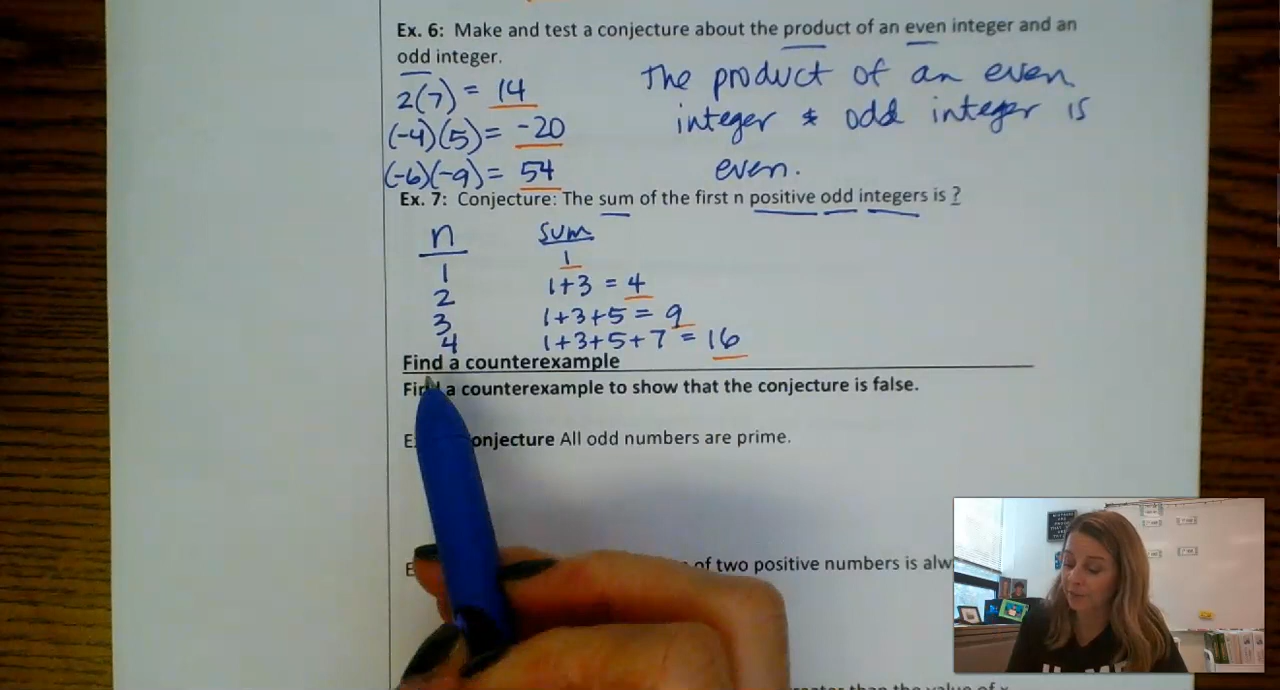 Ex. 6: Make and test a conjecture about the product of an even integer and an
odd integer.
2(7) = 14
(-4)(5) = -20
(-6)(-9) = 54
The product of an even
integer & odd integer is
even.
Ex. 7: Conjecture: The sum of the first n positive odd integers is ?
n sum
1 1
2 1+3 = 4
3 1+3+5 = 9
4 1+3+5+7 = 16
Find a counterexample
Find a counterexample to show that the conjecture is false.
onjecture All odd numbers are prime.
of two positive numbers is alw